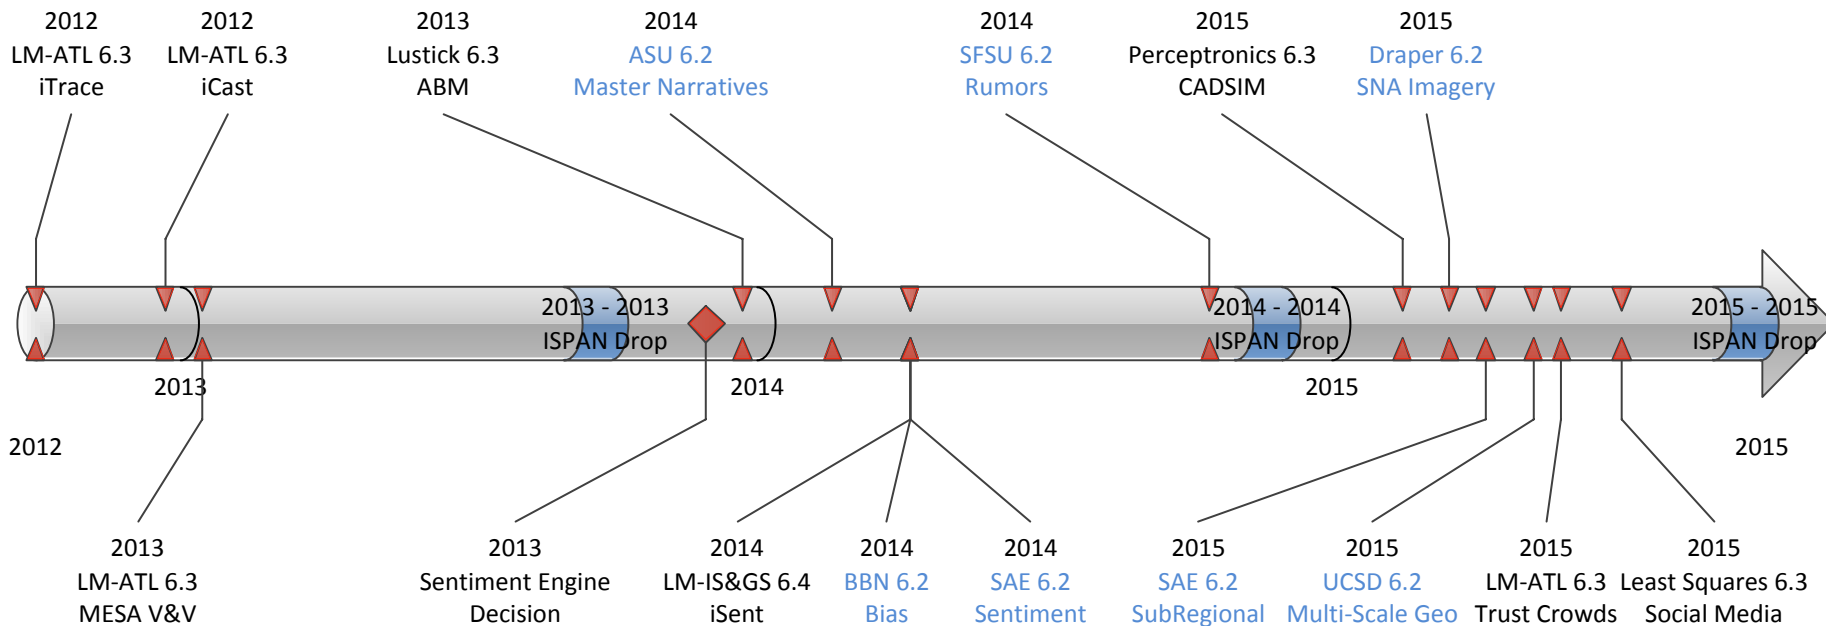 2012
LM-ATL 6.3
iTrace
2012
LM-ATL 6.3
iCast
2013
Lustick 6.3
ABM
2014
ASU 6.2
Master Narratives
2014
SFSU 6.2
Rumors
2015
Perceptronics 6.3
CADSIM
2015
Draper 6.2
SNA Imagery
2013 - 2013
ISPAN Drop
2014 - 2014
ISPAN Drop
2015 - 2015
ISPAN Drop
2013
2014
2015
2012
2015
2013
LM-ATL 6.3
MESA V&V
2013
Sentiment Engine
Decision
2014
LM-IS&GS 6.4
iSent
2014
BBN 6.2
Bias
2014
SAE 6.2
Sentiment
2015
SAE 6.2
SubRegional
2015
UCSD 6.2
Multi-Scale Geo
2015
LM-ATL 6.3
Trust Crowds
2015
Least Squares 6.3
Social Media